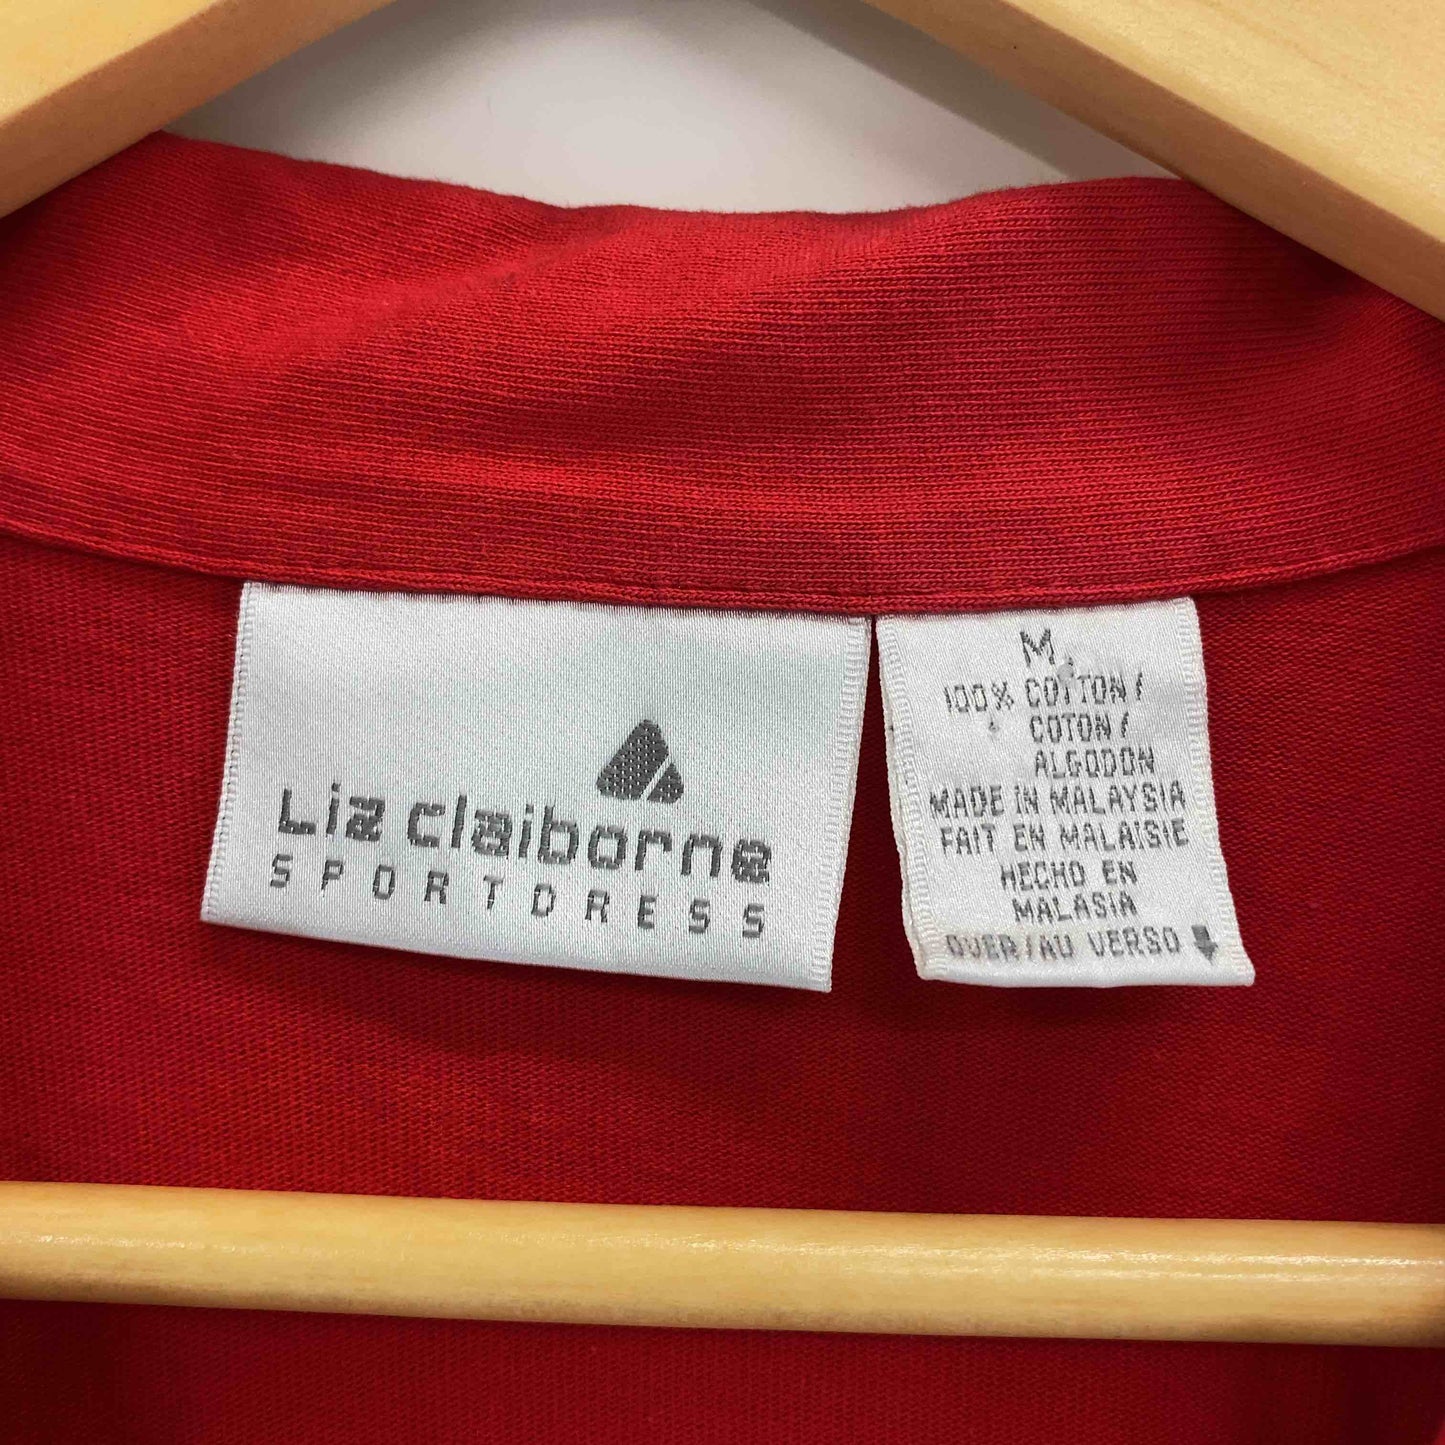 Liz claiborne
SPORTDRESS
M
100% COTTON /
COTON /
ALGODON
MADE IN MALAYSIA
FAIT EN MALAISIE
HECHO EN
MALASIA
OVER / AU VERSO